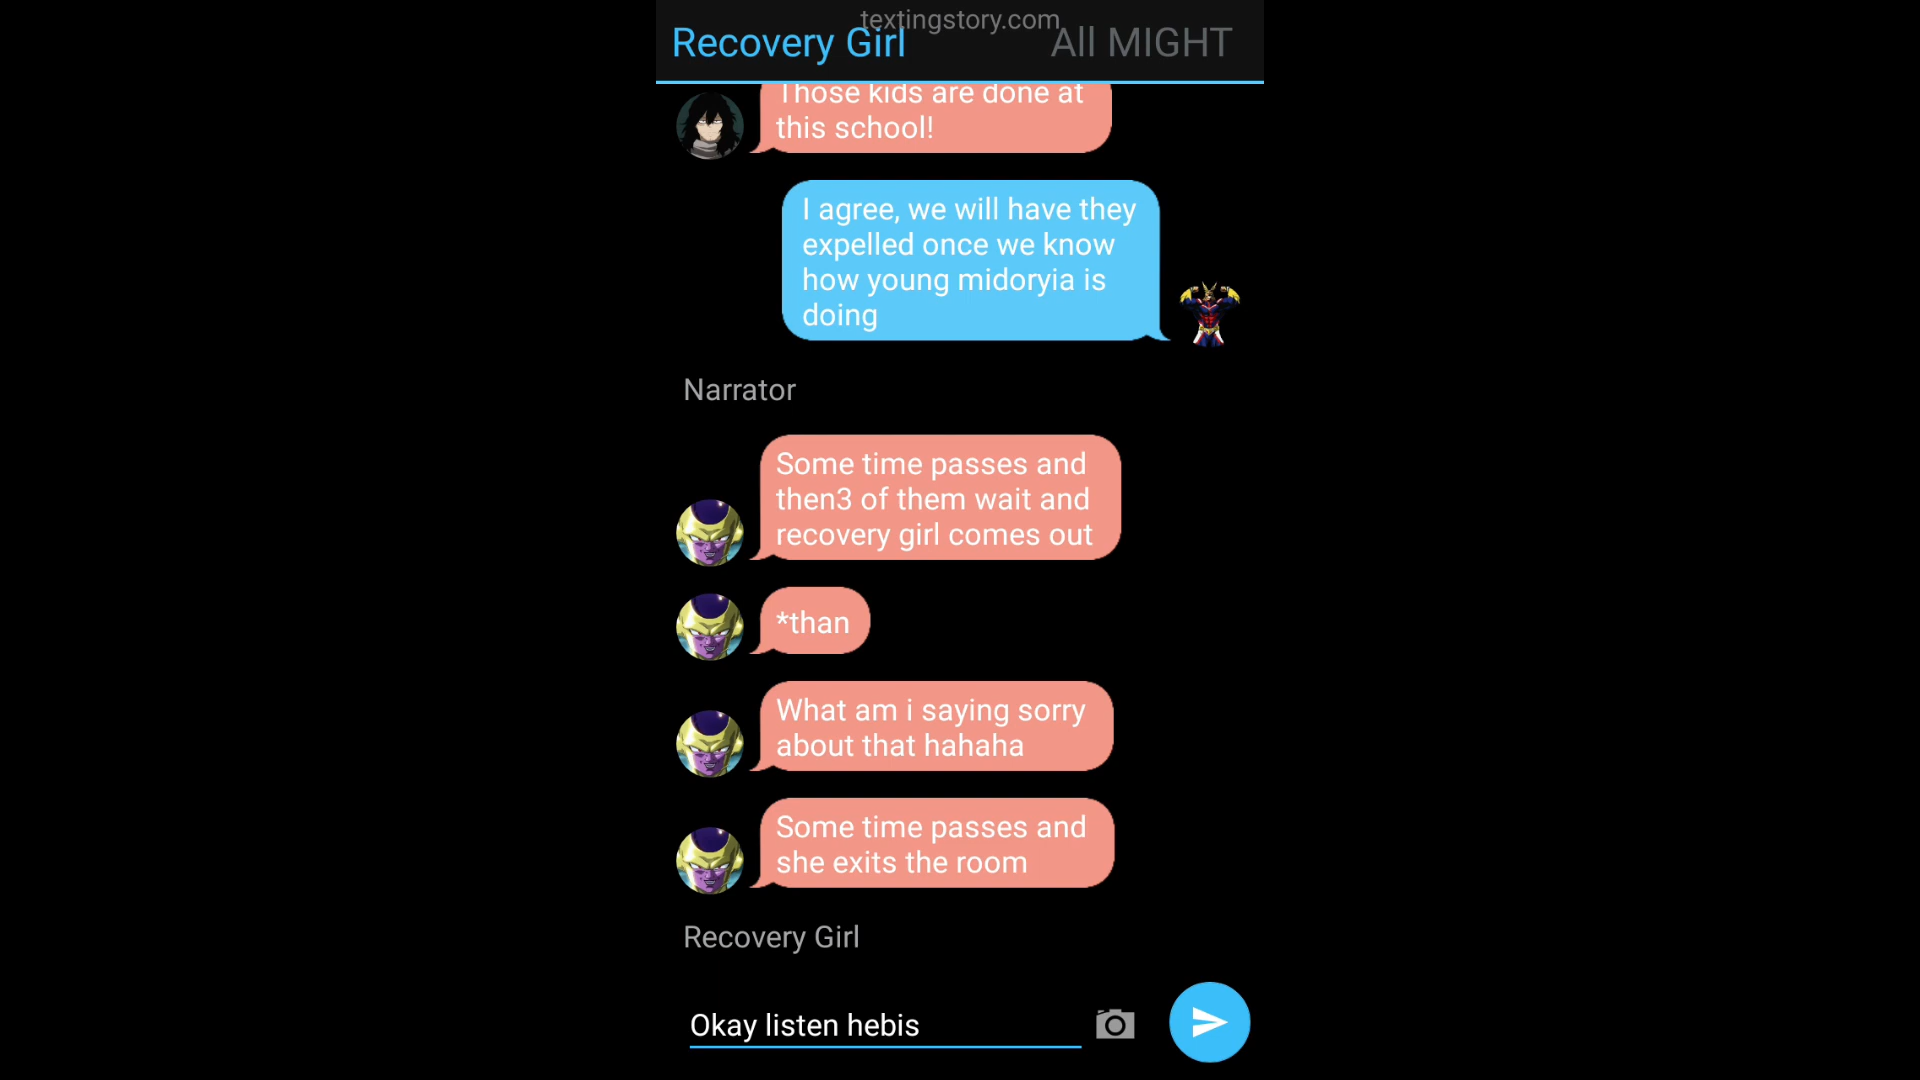 textingstory.com
Recovery Girl
All MIGHT
Those kids are done at
this school!
I agree, we will have they
expelled once we know
how young midoryia is
doing
Narrator
Some time passes and
then3 of them wait and
recovery girl comes out
*than
What am i saying sorry
about that hahaha
Some time passes and
she exits the room
Recovery Girl
Okay listen hebis